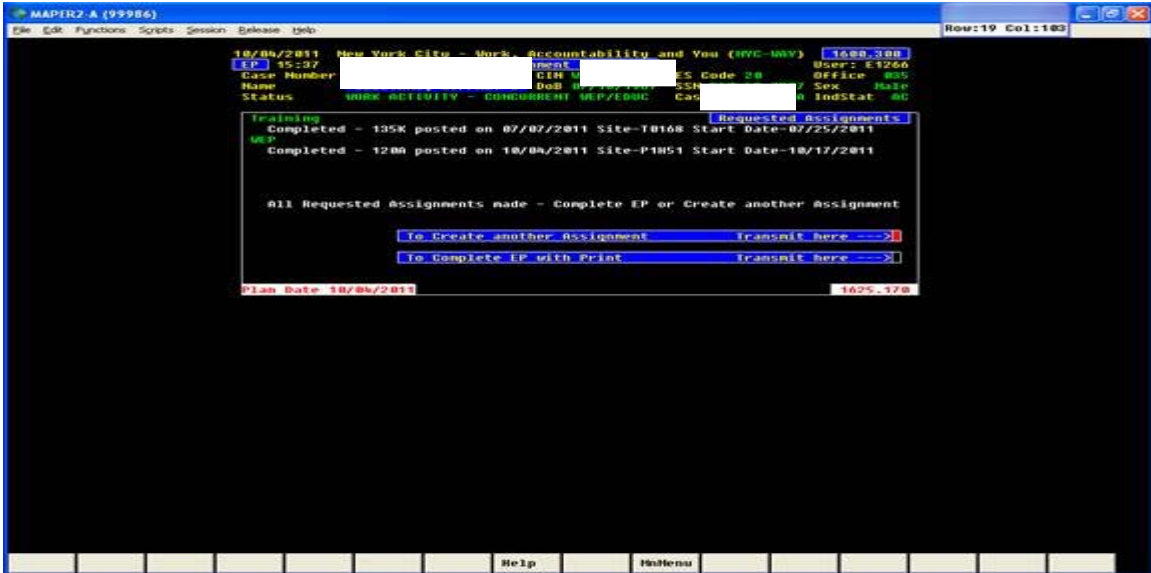 MAPER2-A (99986)
File Edit Functions Scripts Session Release Help
Row:19 Col:103
10/04/2011 New York City - Work, Accountability and You (NYC-WAY) 1600,300
EP 15:37 User: E1266
Case Number CIN ES Code 20 Office 035
Name DoB SSN Sex Male
Status WORK ACTIVITY - CONCURRENT WEP/EDUC Cas IndStat AC
Training Requested Assignments
Completed - 135K posted on 07/07/2011 Site-T0168 Start Date-07/25/2011
WEP
Completed - 120A posted on 10/04/2011 Site-P1H51 Start Date-10/17/2011
All Requested Assignments made - Complete EP or Create another Assignment
To Create another Assignment Transmit here --->
To Complete EP with Print Transmit here --->
Plan Date 10/04/2011 1625.170
Help MnMenu